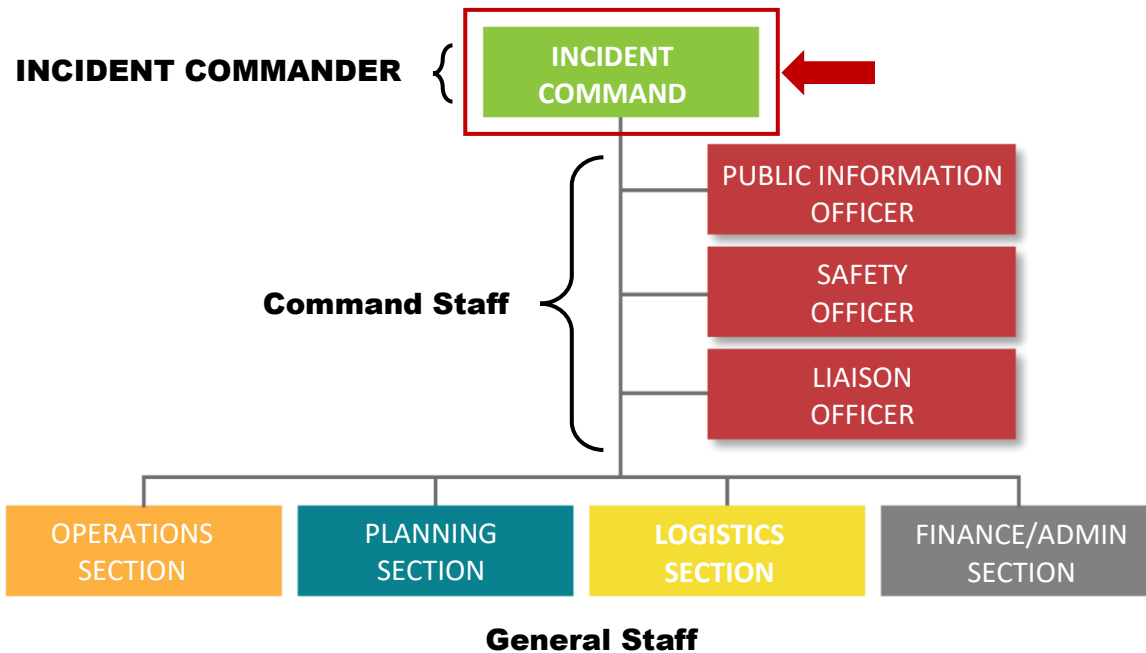 INCIDENT COMMANDER
INCIDENT
COMMAND
PUBLIC INFORMATION
OFFICER
Command Staff
SAFETY
OFFICER
LIAISON
OFFICER
OPERATIONS
SECTION
PLANNING
SECTION
LOGISTICS
SECTION
FINANCE/ADMIN
SECTION
General Staff